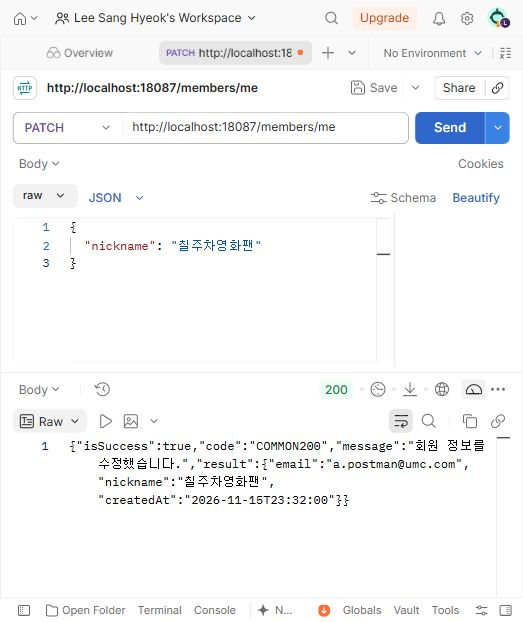 Lee Sang Hyeok's Workspace
Upgrade
Overview
PATCH http://localhost:18
No Environment
HTTP
http://localhost:18087/members/me
Save
Share
PATCH
http://localhost:18087/members/me
Send
Body
Cookies
raw
JSON
Schema
Beautify
1 {
2 "nickname": "칠주차영화팬"
3 }
Body
200
Raw
1 {"isSuccess":true,"code":"COMMON200","message":"회원 정보를
수정했습니다.","result":{"email":"a.postman@umc.com",
"nickname":"칠주차영화팬",
"createdAt":"2026-11-15T23:32:00"}}
Open Folder
Terminal
Console
N...
Globals
Vault
Tools